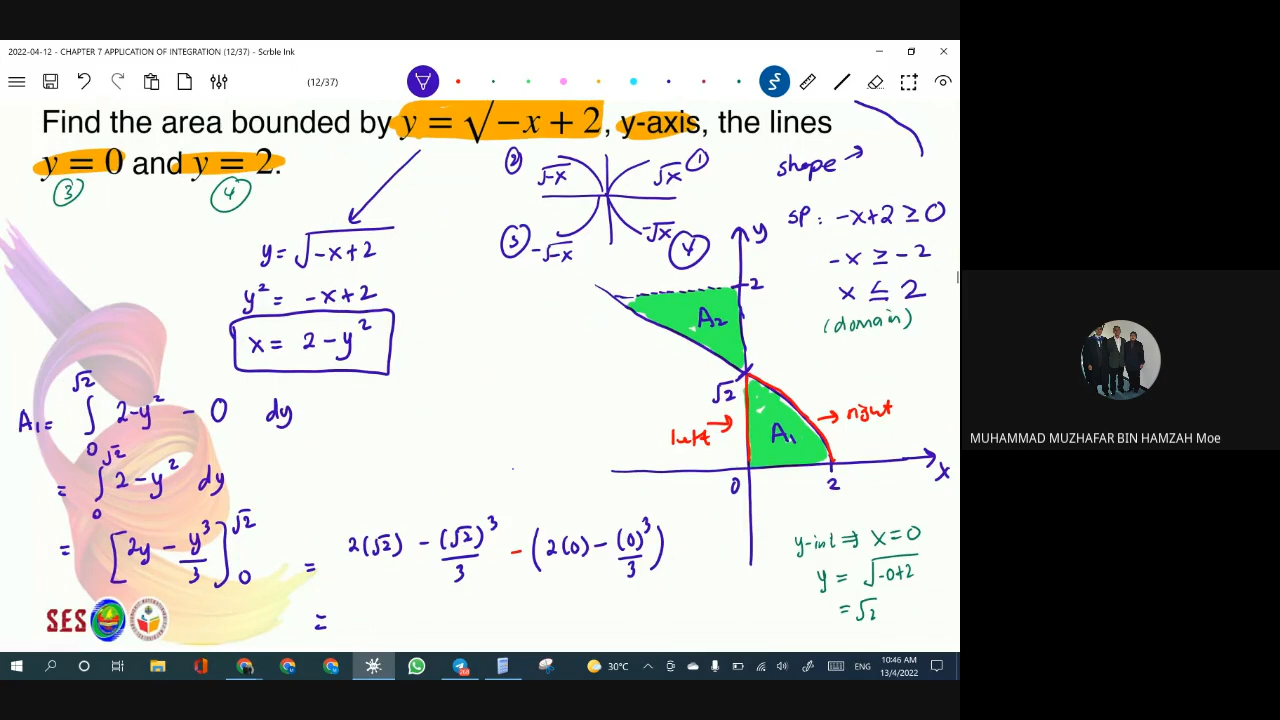 2022-04-12 - CHAPTER 7 APPLICATION OF INTEGRATION (12/37) - Scrble Ink
(12/37)
Find the area bounded by y = √-x + 2, y-axis, the lines
y = 0 and y = 2.
③ ④
② √-x √x ①
③ -√-x -√x ④
shape →
SP: -x+2 ≥ 0
-x ≥ -2
x ≤ 2
(domain)
y = √-x+2
y² = -x+2
x = 2 - y²
y
2
A₂
√2
left → A₁ → right
0 2 x
A₁ = ∫₀^√2 2-y² - 0 dy
= ∫₀^√2 2-y² dy
= [2y - y³/3]₀^√2 = 2(√2) - (√2)³/3 - (2(0) - (0)³/3)
=
y-int ⇒ x=0
y = √-0+2
= √2
SES
MUHAMMAD MUZHAFAR BIN HAMZAH Moe
30°C ENG 10:46 AM
13/4/2022